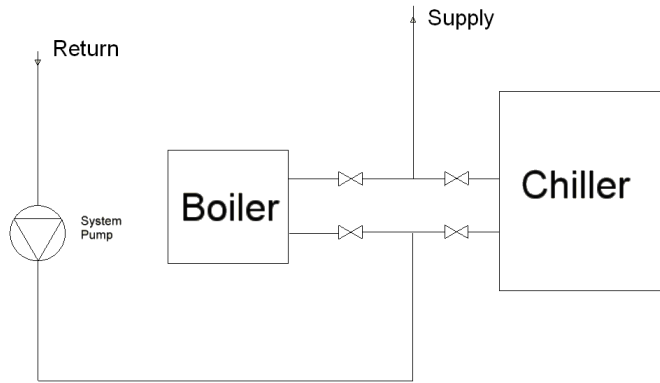 Return
Supply
System
Pump
Boiler
Chiller